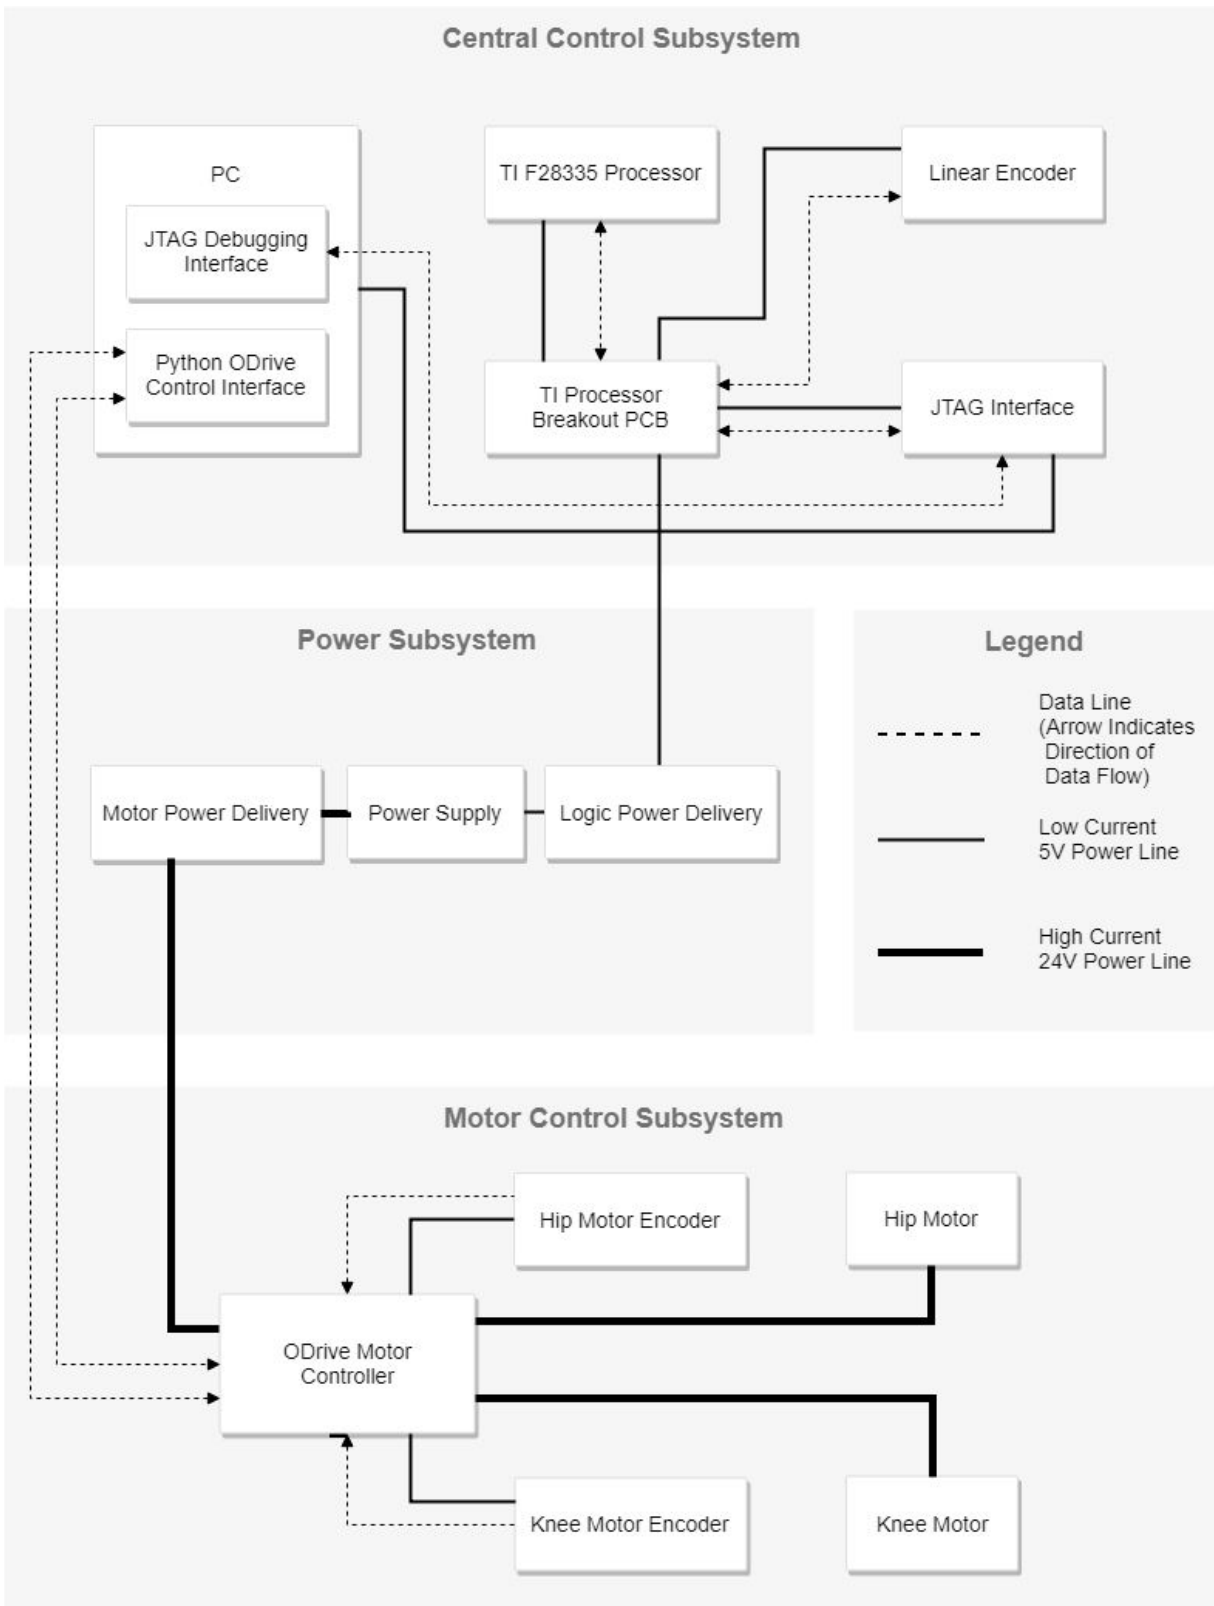 Central Control Subsystem
PC
JTAG Debugging
Interface
Python ODrive
Control Interface
TI F28335 Processor
TI Processor
Breakout PCB
Linear Encoder
JTAG Interface
Power Subsystem
Motor Power Delivery
Power Supply
Logic Power Delivery
Legend
Data Line
(Arrow Indicates
Direction of
Data Flow)
Low Current
5V Power Line
High Current
24V Power Line
Motor Control Subsystem
Hip Motor Encoder
Hip Motor
ODrive Motor
Controller
Knee Motor Encoder
Knee Motor